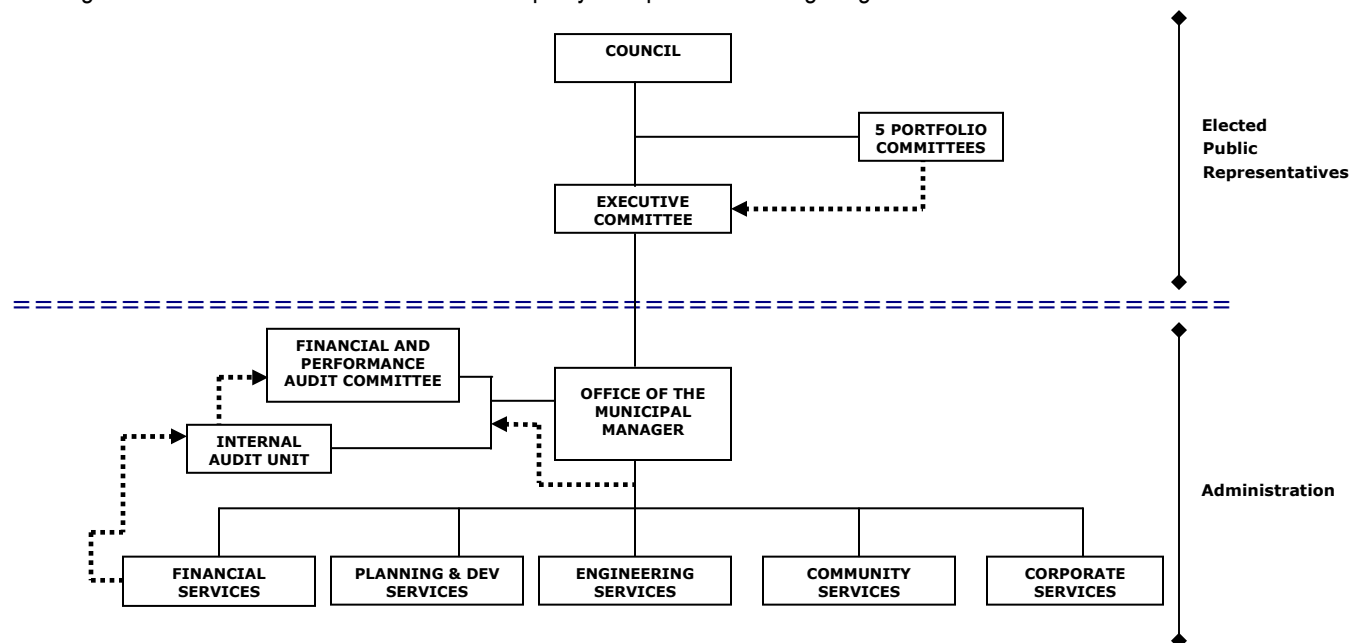 COUNCIL
5 PORTFOLIO
COMMITTEES
Elected
Public
Representatives
EXECUTIVE
COMMITTEE
FINANCIAL AND
PERFORMANCE
AUDIT COMMITTEE
OFFICE OF THE
MUNICIPAL
MANAGER
INTERNAL
AUDIT UNIT
Administration
FINANCIAL
SERVICES
PLANNING & DEV
SERVICES
ENGINEERING
SERVICES
COMMUNITY
SERVICES
CORPORATE
SERVICES